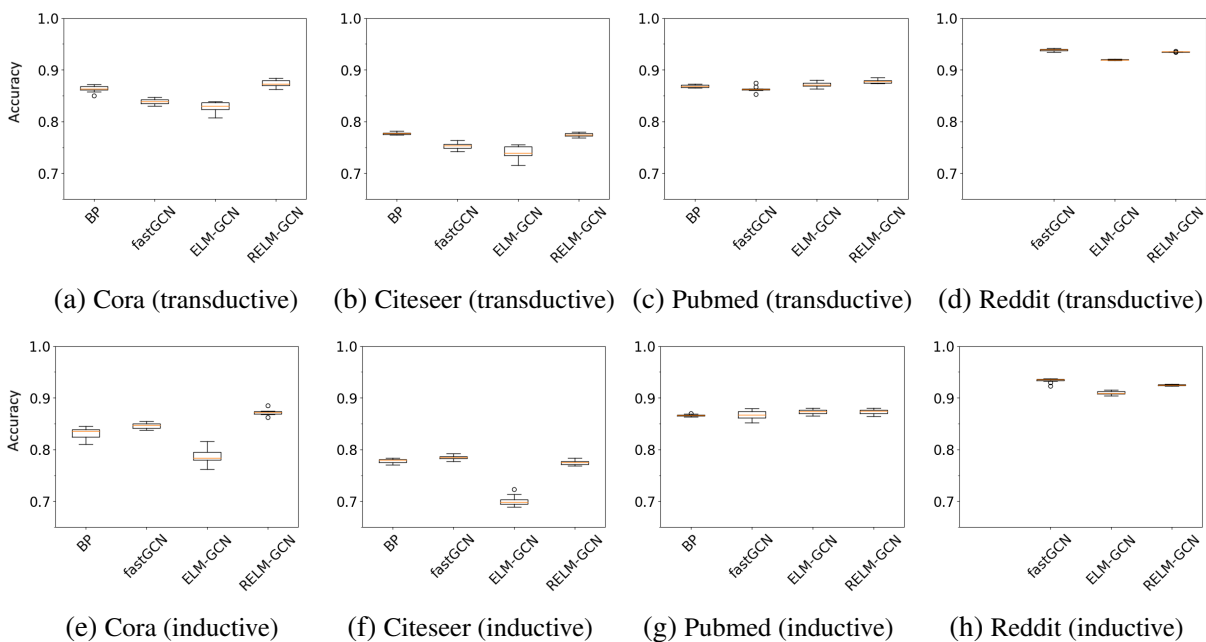 1.0 1.0 1.0 1.0
0.9 0.9 0.9 0.9
Accuracy
0.8 0.8 0.8 0.8
0.7 0.7 0.7 0.7
BP fastGCN ELM-GCN RELM-GCN BP fastGCN ELM-GCN RELM-GCN BP fastGCN ELM-GCN RELM-GCN fastGCN ELM-GCN RELM-GCN
(a) Cora (transductive) (b) Citeseer (transductive) (c) Pubmed (transductive) (d) Reddit (transductive)
1.0 1.0 1.0 1.0
0.9 0.9 0.9 0.9
Accuracy
0.8 0.8 0.8 0.8
0.7 0.7 0.7 0.7
BP fastGCN ELM-GCN RELM-GCN BP fastGCN ELM-GCN RELM-GCN BP fastGCN ELM-GCN RELM-GCN fastGCN ELM-GCN RELM-GCN
(e) Cora (inductive) (f) Citeseer (inductive) (g) Pubmed (inductive) (h) Reddit (inductive)